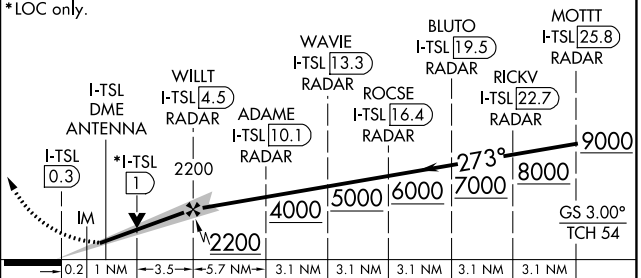 *LOC only.
MOTTT
I-TSL 25.8
RADAR
BLUTO
I-TSL 19.5
RADAR
WAVIE
I-TSL 13.3
RADAR
WILLT
I-TSL 4.5
RADAR
I-TSL
DME
ANTENNA
RICKV
I-TSL 22.7
RADAR
ROCSE
I-TSL 16.4
RADAR
ADAME
I-TSL 10.1
RADAR
I-TSL
0.3
*I-TSL
1
2200
273°
9000
8000
7000
6000
5000
4000
2200
IM
GS 3.00°
TCH 54
0.2 1 NM 3.5 5.7 NM 3.1 NM 3.1 NM 3.1 NM 3.1 NM 3.1 NM